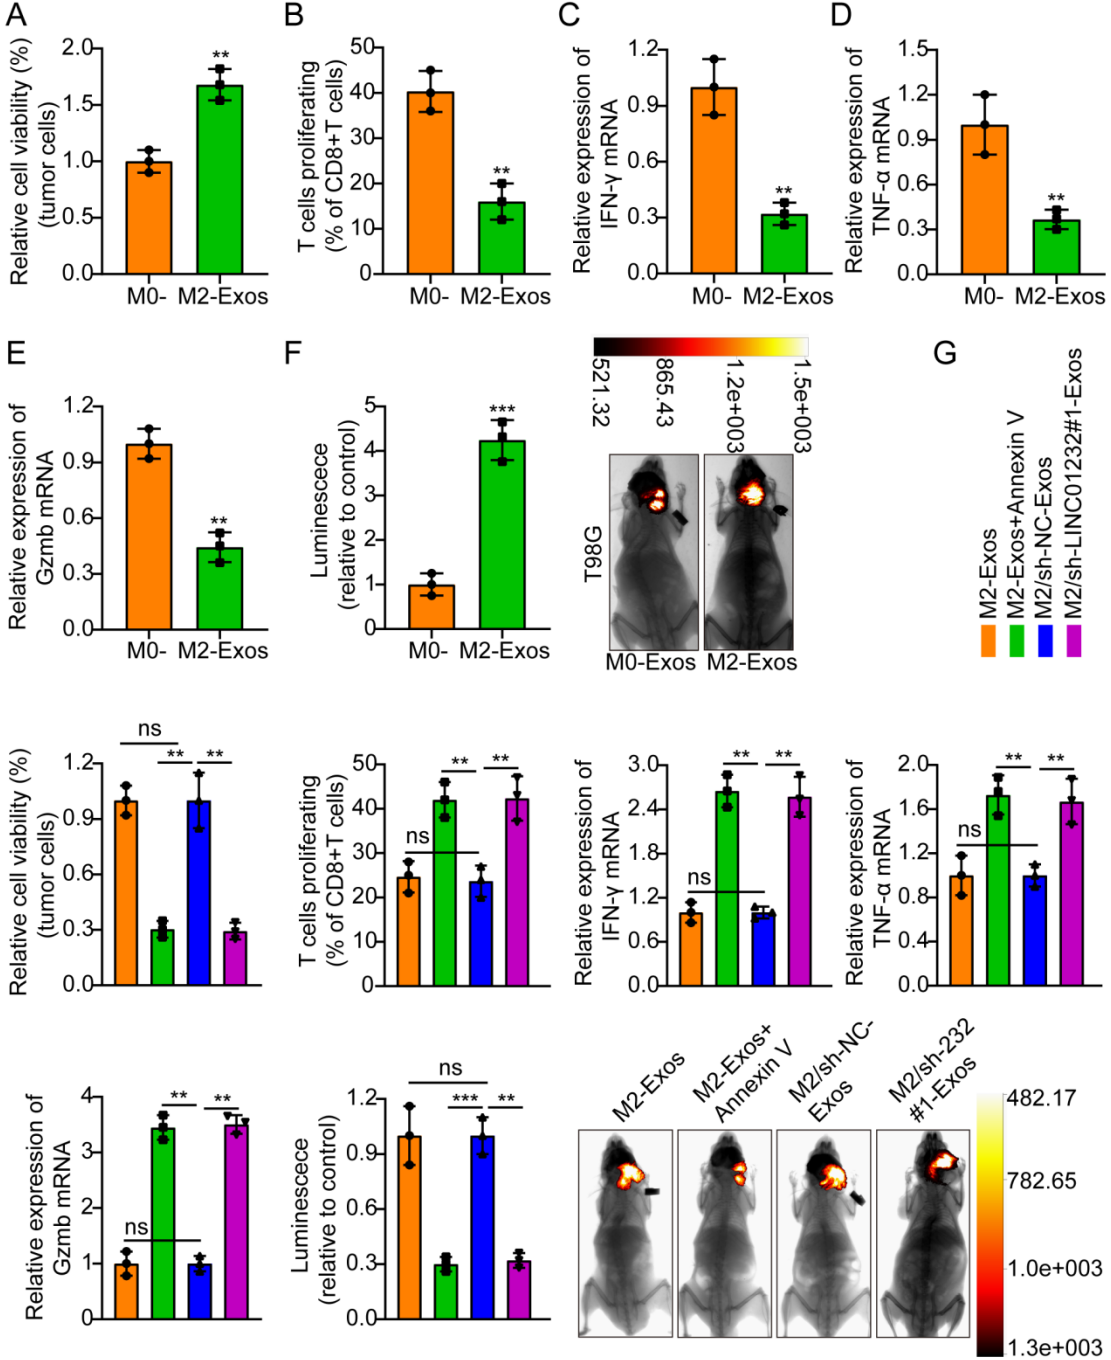 A
Relative cell viability (%)
(tumor cells)
2.0
1.5
1.0
0.5
0.0
**
M0-
M2-Exos
B
T cells proliferating
(% of CD8+T cells)
50
40
30
20
10
0
**
M0-
M2-Exos
C
Relative expression of
IFN-γ mRNA
1.2
0.9
0.6
0.3
0.0
**
M0-
M2-Exos
D
Relative expression of
TNF-α mRNA
1.5
1.2
0.9
0.6
0.3
0.0
**
M0-
M2-Exos
E
Relative expression of
Gzmb mRNA
1.2
0.9
0.6
0.3
0.0
**
M0-
M2-Exos
F
Luminescece
(relative to control)
5
4
3
2
1
0
***
M0-
M2-Exos
521.32
865.43
1.2e+003
1.5e+003
T98G
M0-Exos
M2-Exos
G
M2-Exos
M2-Exos+Annexin V
M2/sh-NC-Exos
M2/sh-LINC01232#1-Exos
Relative cell viability (%)
(tumor cells)
1.2
0.9
0.6
0.3
0.0
ns
**
**
T cells proliferating
(% of CD8+T cells)
50
40
30
20
10
0
ns
**
**
Relative expression of
IFN-γ mRNA
3.0
2.4
1.8
1.2
0.6
0.0
ns
**
**
Relative expression of
TNF-α mRNA
2.0
1.6
1.2
0.8
0.4
0.0
ns
**
**
Relative expression of
Gzmb mRNA
4
3
2
1
0
ns
**
**
Luminescece
(relative to control)
1.2
0.9
0.6
0.3
0.0
ns
***
**
M2-Exos
M2-Exos+
Annexin V
M2/sh-NC-
Exos
M2/sh-232
#1-Exos
482.17
782.65
1.0e+003
1.3e+003